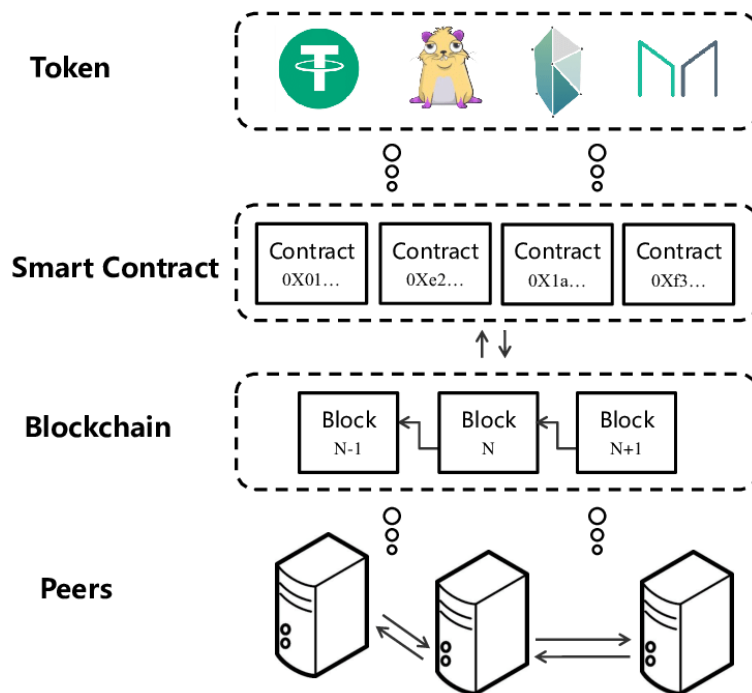 Token
Smart Contract
Contract
0X01...
Contract
0Xe2...
Contract
0X1a...
Contract
0Xf3...
Blockchain
Block
N-1
Block
N
Block
N+1
Peers